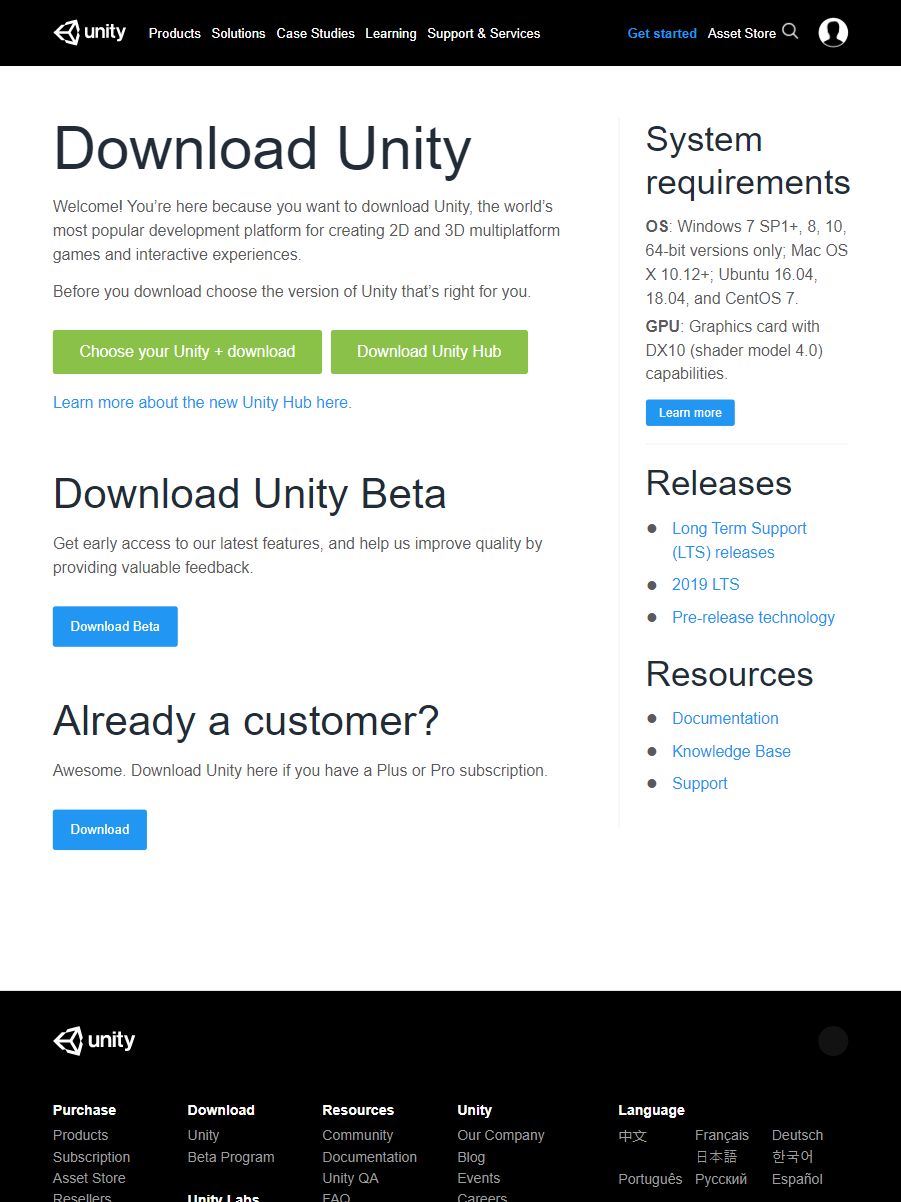 unity Products Solutions Case Studies Learning Support & Services Get started Asset Store
Download Unity
Welcome! You’re here because you want to download Unity, the world’s
most popular development platform for creating 2D and 3D multiplatform
games and interactive experiences.
Before you download choose the version of Unity that’s right for you.
Choose your Unity + download Download Unity Hub
Learn more about the new Unity Hub here.
Download Unity Beta
Get early access to our latest features, and help us improve quality by
providing valuable feedback.
Download Beta
Already a customer?
Awesome. Download Unity here if you have a Plus or Pro subscription.
Download
System
requirements
OS: Windows 7 SP1+, 8, 10,
64-bit versions only; Mac OS
X 10.12+; Ubuntu 16.04,
18.04, and CentOS 7.
GPU: Graphics card with
DX10 (shader model 4.0)
capabilities.
Learn more
Releases
Long Term Support
(LTS) releases
2019 LTS
Pre-release technology
Resources
Documentation
Knowledge Base
Support
unity
Purchase
Products
Subscription
Asset Store
Resellers
Download
Unity
Beta Program
Unity Labs
Resources
Community
Documentation
Unity QA
FAQ
Unity
Our Company
Blog
Events
Careers
Language
中文 Français Deutsch
日本語 한국어
Português Русский Español